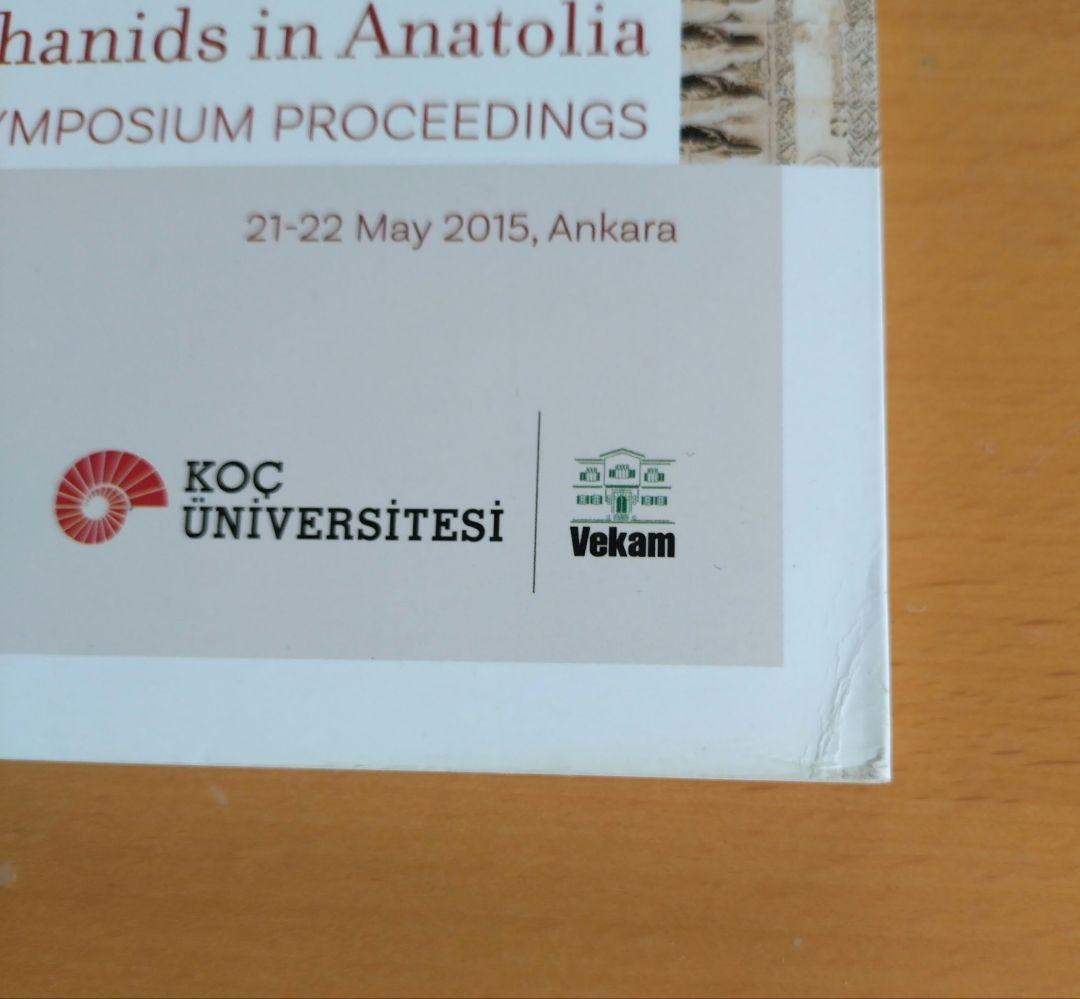 hanids in Anatolia
YMPOSIUM PROCEEDINGS
21-22 May 2015, Ankara
KOÇ
ÜNİVERSİTESİ
Vekam